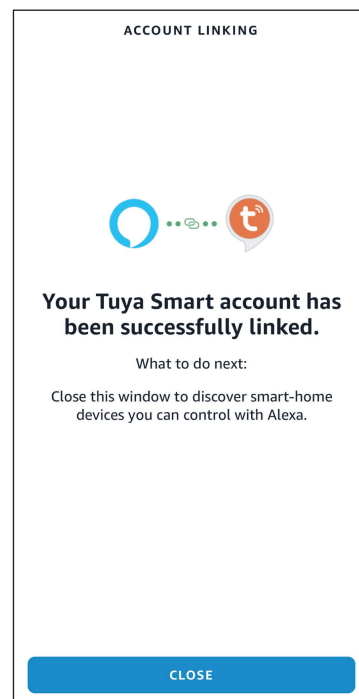 ACCOUNT LINKING
Your Tuya Smart account has
been successfully linked.
What to do next:
Close this window to discover smart-home
devices you can control with Alexa.
CLOSE